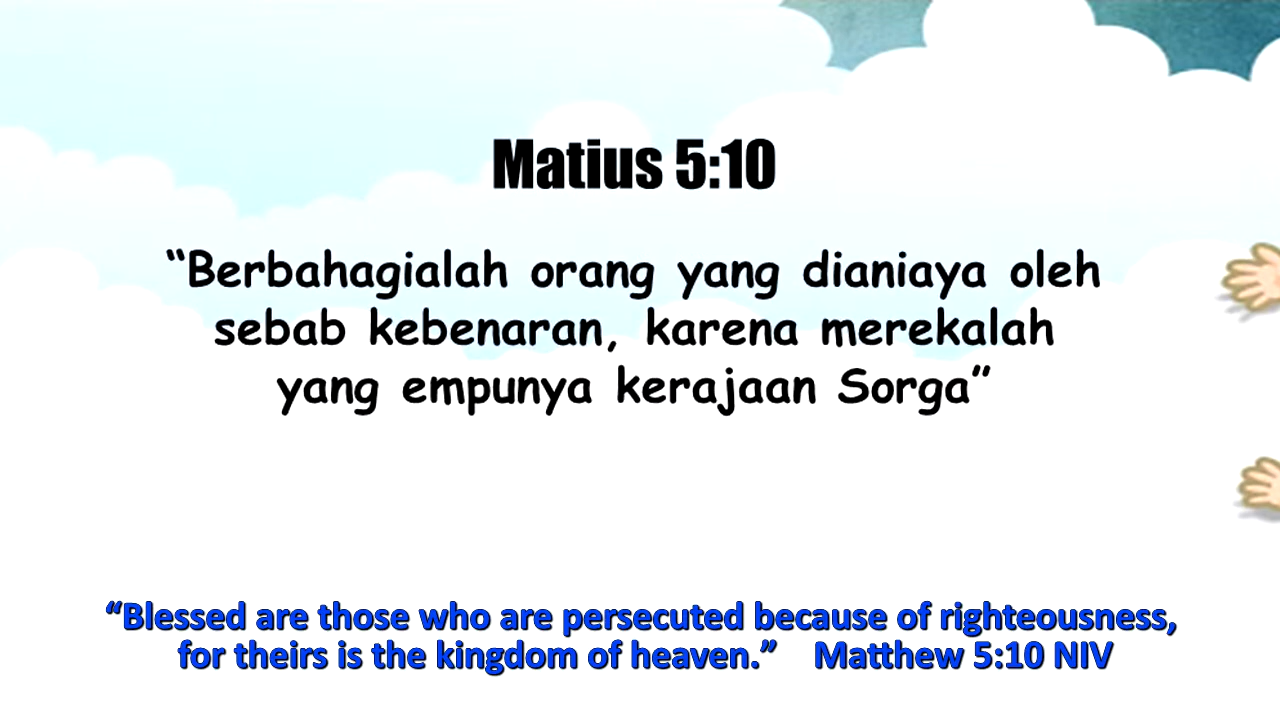 Matius 5:10
“Berbahagialah orang yang dianiaya oleh
sebab kebenaran, karena merekalah
yang empunya kerajaan Sorga”
“Blessed are those who are persecuted because of righteousness,
for theirs is the kingdom of heaven.” Matthew 5:10 NIV